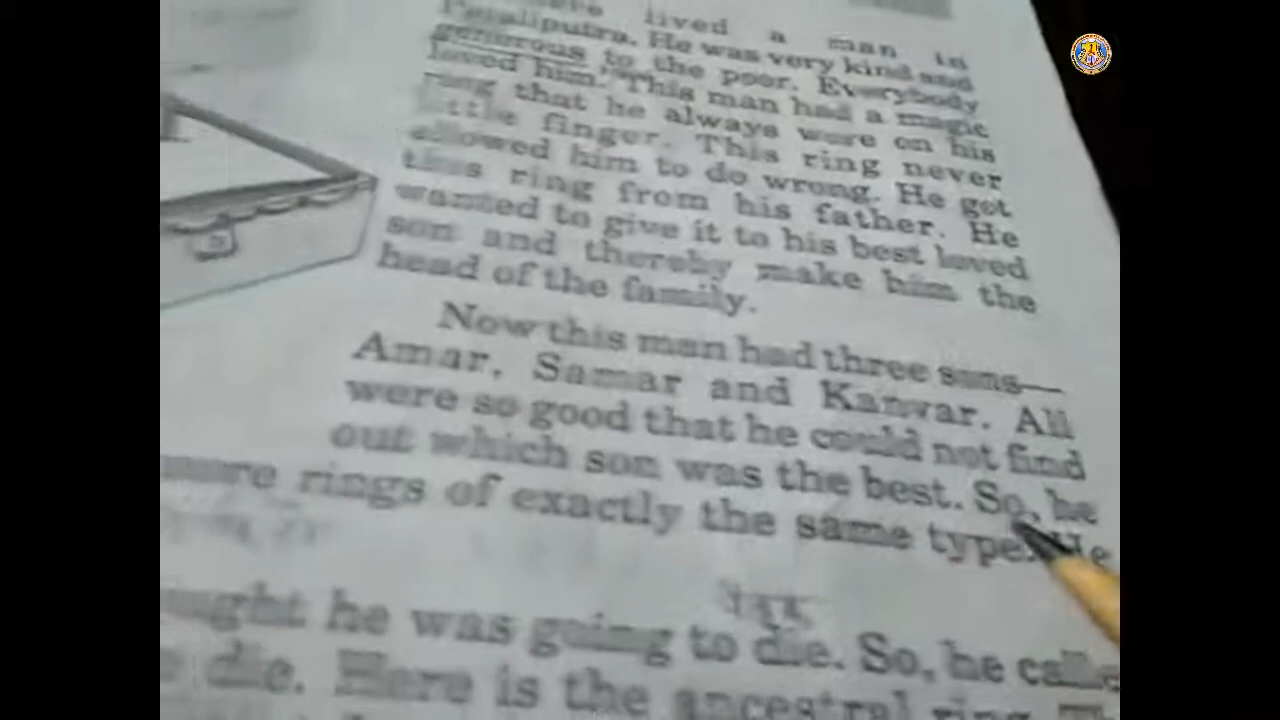 lived a man in
He was very kind and
generous to the poor. Everybody
loved him. This man had a magic
ring that he always wore on his
little finger. This ring never
allowed him to do wrong. He got
this ring from his father. He
wanted to give it to his best loved
son and thereby make him the
head of the family.
Now this man had three sons—
Amar, Samar and Kanwar. All
were so good that he could not find
out which son was the best. So, he
more rings of exactly the same type. He
he was going to die. So, he
die. Here is the ancestral ring.